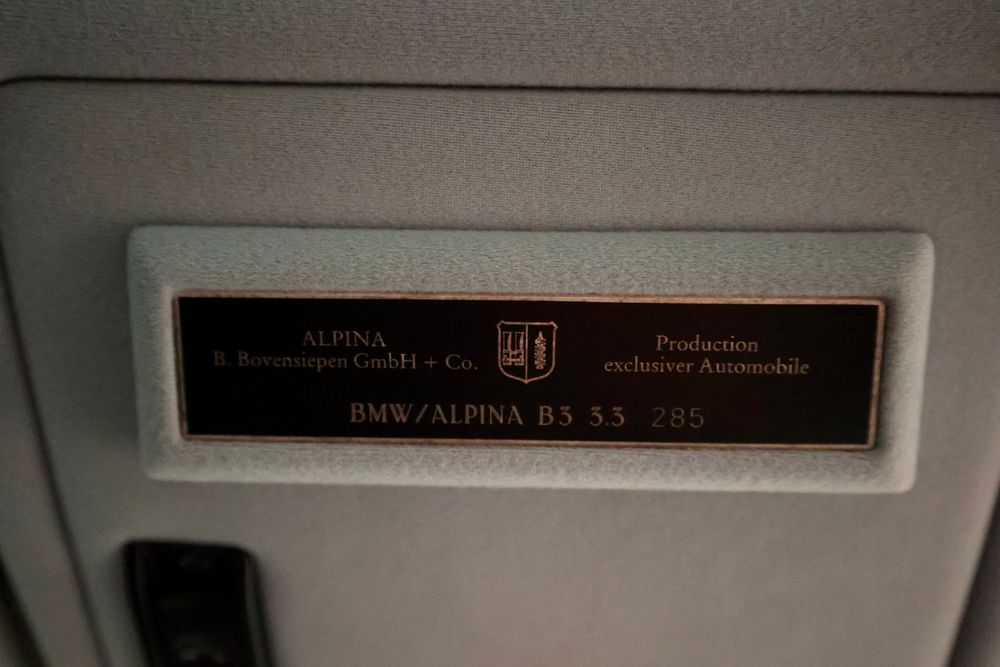 ALPINA
B. Bovensiepen GmbH + Co.
Production
exclusiver Automobile
BMW/ALPINA B3 3.3 285